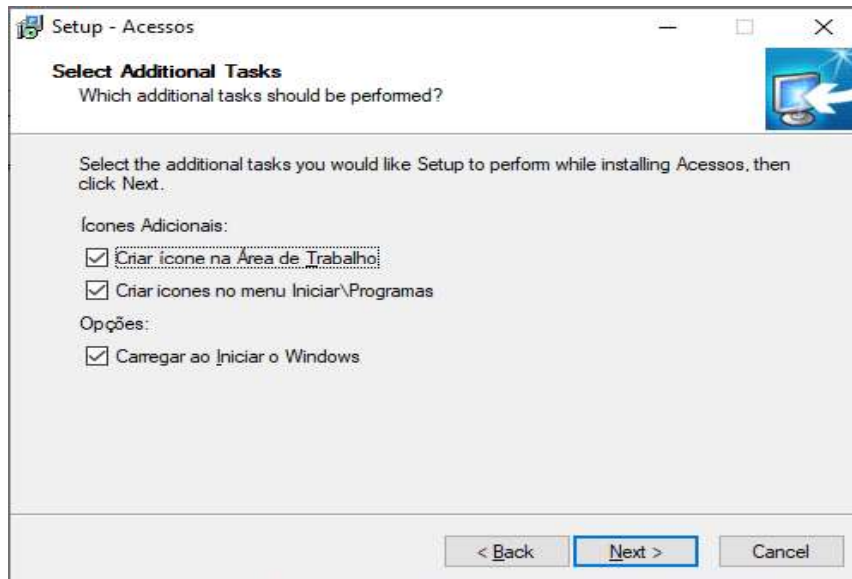 Setup - Acessos
Select Additional Tasks
Which additional tasks should be performed?
Select the additional tasks you would like Setup to perform while installing Acessos, then
click Next.
Ícones Adicionais:
Criar ícone na Área de Trabalho
Criar icones no menu Iniciar\Programas
Opções:
Carregar ao Iniciar o Windows
< Back
Next >
Cancel